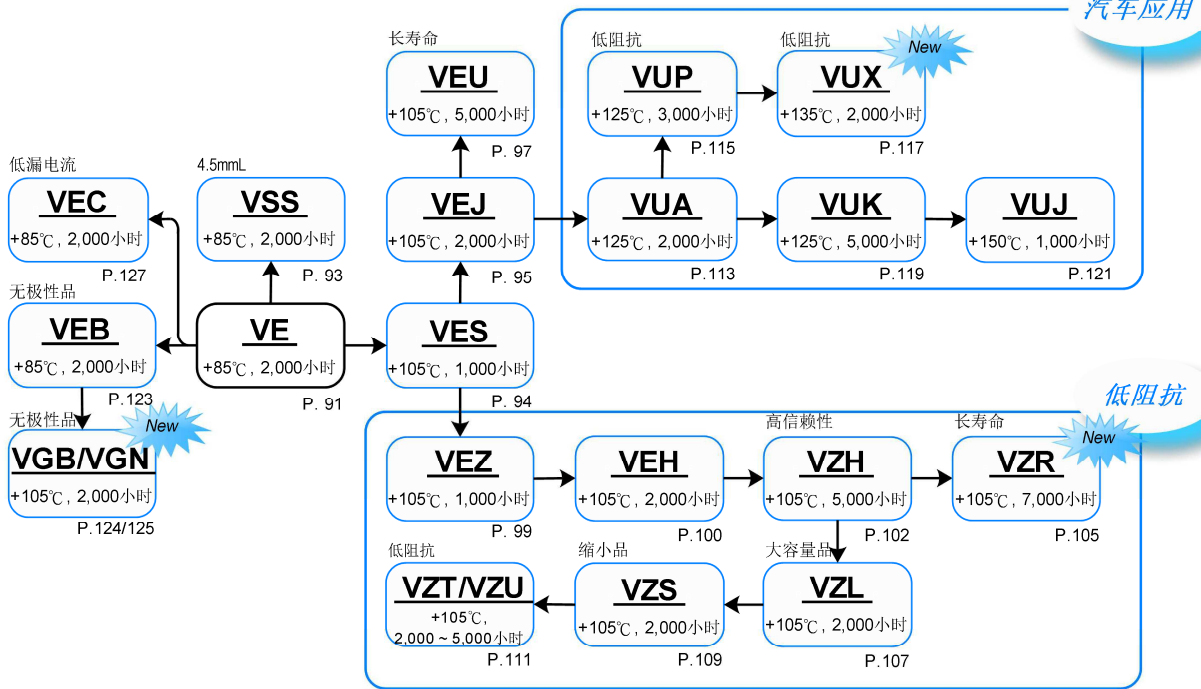 汽车应用
长寿命
VEU
+105℃, 5,000小时
P. 97
低阻抗
VUP
+125℃, 3,000小时
P.115
低阻抗
New
VUX
+135℃, 2,000小时
P.117
低漏电流
VEC
+85℃, 2,000小时
P.127
4.5mmL
VSS
+85℃, 2,000小时
P. 93
VEJ
+105℃, 2,000小时
P. 95
VUA
+125℃, 2,000小时
P.113
VUK
+125℃, 5,000小时
P.119
VUJ
+150℃, 1,000小时
P.121
无极性品
VEB
+85℃, 2,000小时
P.123
VE
+85℃, 2,000小时
P. 91
VES
+105℃, 1,000小时
P. 94
无极性品
New
VGB/VGN
+105℃, 2,000小时
P.124/125
低阻抗
VEZ
+105℃, 1,000小时
P. 99
VEH
+105℃, 2,000小时
P.100
高信赖性
VZH
+105℃, 5,000小时
P.102
长寿命
New
VZR
+105℃, 7,000小时
P.105
低阻抗
VZT/VZU
+105℃,
2,000 ~ 5,000小时
P.111
缩小品
VZS
+105℃, 2,000小时
P.109
大容量品
VZL
+105℃, 2,000小时
P.107